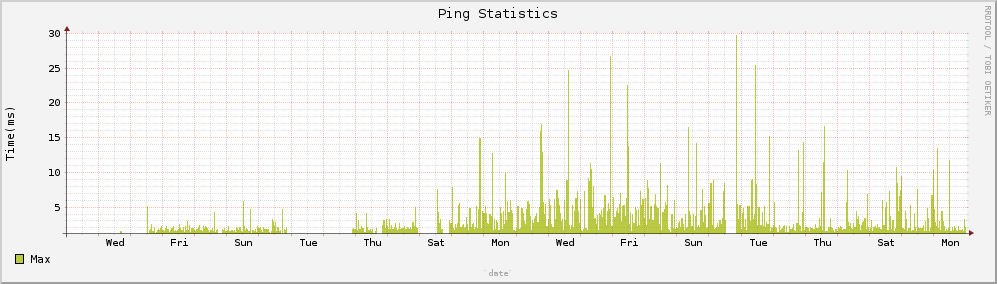 Ping Statistics
RRDTOOL / TOBI OETIKER
Time(ms)
30
25
20
15
10
5
Wed Fri Sun Tue Thu Sat Mon Wed Fri Sun Tue Thu Sat Mon
Max
`date`